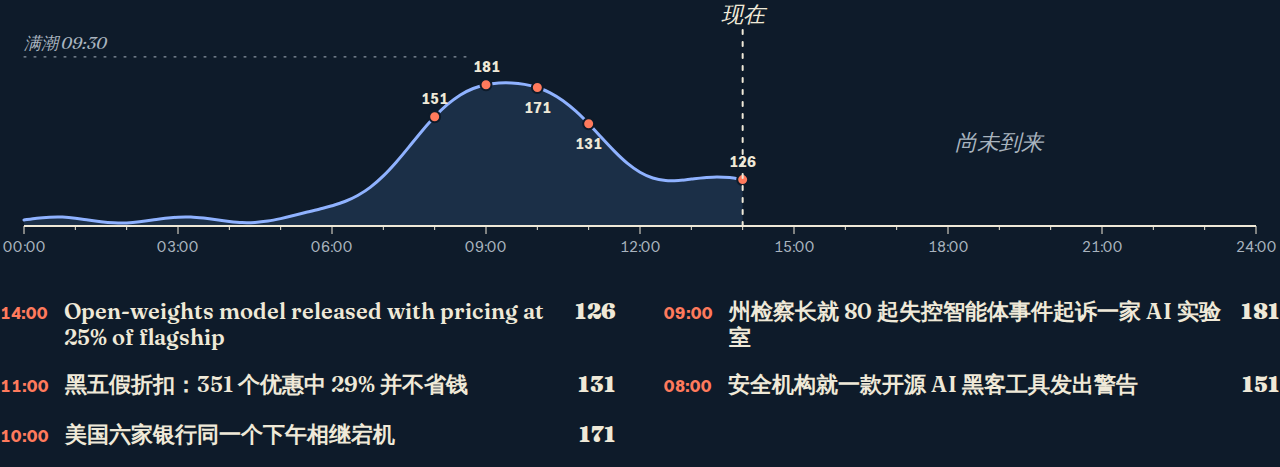 现在
满潮 09:30
181
151
171
131
126
尚未到来
00:00 03:00 06:00 09:00 12:00 15:00 18:00 21:00 24:00
14:00 Open-weights model released with pricing at 126
25% of flagship
11:00 黑五假折扣：351 个优惠中 29% 并不省钱 131
10:00 美国六家银行同一个下午相继宕机 171
09:00 州检察长就 80 起失控智能体事件起诉一家 AI 实验 181
室
08:00 安全机构就一款开源 AI 黑客工具发出警告 151